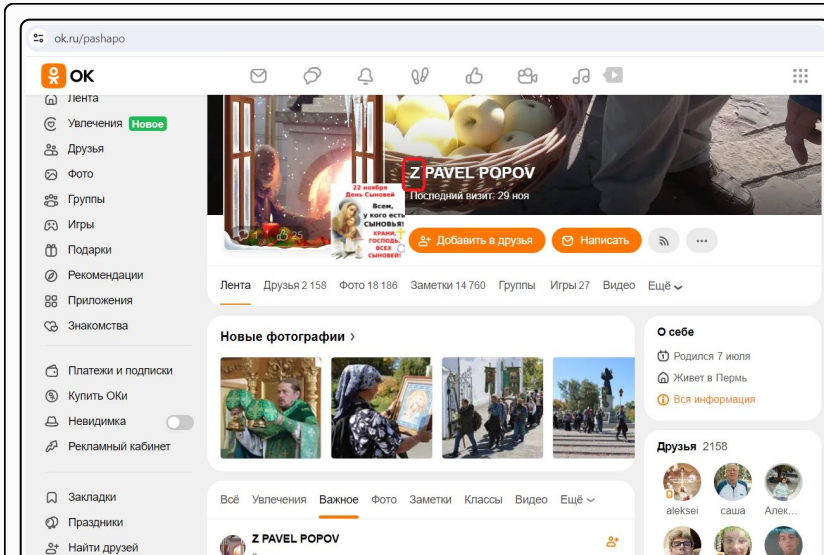 ok.ru/pashapo
OK
Лента
Увлечения Новое
Друзья
Фото
Группы
Игры
Подарки
Рекомендации
Приложения
Знакомства
Платежи и подписки
Купить ОКи
Невидимка
Рекламный кабинет
Закладки
Праздники
Найти друзей
Z PAVEL POPOV
Последний визит: 29 ноя
1 25
22 ноября
День Сыновей
Всем,
у кого есть
СЫНОВЬЯ!
ХРАНИ,
ГОСПОДЬ,
ВСЕХ
СЫНОВЕЙ!
Добавить в друзья
Написать
Лента Друзья 2 158 Фото 18 186 Заметки 14 760 Группы Игры 27 Видео Ещё
Новые фотографии
О себе
Родился 7 июля
Живет в Пермь
Вся информация
Друзья 2158
aleksei саша Алек...
Всё Увлечения Важное Фото Заметки Классы Видео Ещё
Z PAVEL POPOV